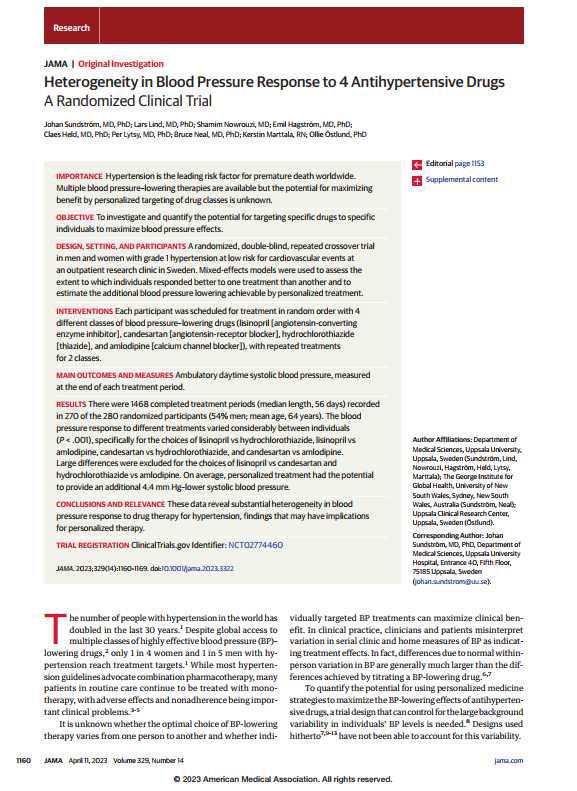 Research
JAMA | Original Investigation
Heterogeneity in Blood Pressure Response to 4 Antihypertensive Drugs
A Randomized Clinical Trial
Johan Sundström, MD, PhD; Lars Lind, MD, PhD; Shamim Nowrouzi, MD; Emil Hagström, MD, PhD;
Claes Held, MD, PhD; Per Lytsy, MD, PhD; Bruce Neal, MD, PhD; Kerstin Marttala, RN; Ollie Östlund, PhD
IMPORTANCE Hypertension is the leading risk factor for premature death worldwide.
Multiple blood pressure–lowering therapies are available but the potential for maximizing
benefit by personalized targeting of drug classes is unknown.
OBJECTIVE To investigate and quantify the potential for targeting specific drugs to specific
individuals to maximize blood pressure effects.
DESIGN, SETTING, AND PARTICIPANTS A randomized, double-blind, repeated crossover trial
in men and women with grade 1 hypertension at low risk for cardiovascular events at
an outpatient research clinic in Sweden. Mixed-effects models were used to assess the
extent to which individuals responded better to one treatment than another and to
estimate the additional blood pressure lowering achievable by personalized treatment.
INTERVENTIONS Each participant was scheduled for treatment in random order with 4
different classes of blood pressure–lowering drugs (lisinopril [angiotensin-converting
enzyme inhibitor], candesartan [angiotensin-receptor blocker], hydrochlorothiazide
[thiazide], and amlodipine [calcium channel blocker]), with repeated treatments
for 2 classes.
MAIN OUTCOMES AND MEASURES Ambulatory daytime systolic blood pressure, measured
at the end of each treatment period.
RESULTS There were 1468 completed treatment periods (median length, 56 days) recorded
in 270 of the 280 randomized participants (54% men; mean age, 64 years). The blood
pressure response to different treatments varied considerably between individuals
(P < .001), specifically for the choices of lisinopril vs hydrochlorothiazide, lisinopril vs
amlodipine, candesartan vs hydrochlorothiazide, and candesartan vs amlodipine.
Large differences were excluded for the choices of lisinopril vs candesartan and
hydrochlorothiazide vs amlodipine. On average, personalized treatment had the potential
to provide an additional 4.4 mm Hg–lower systolic blood pressure.
CONCLUSIONS AND RELEVANCE These data reveal substantial heterogeneity in blood
pressure response to drug therapy for hypertension, findings that may have implications
for personalized therapy.
TRIAL REGISTRATION ClinicalTrials.gov Identifier: NCT02774460
JAMA. 2023;329(14):1160-1169. doi:10.1001/jama.2023.3322
Editorial page 1153
Supplemental content
Author Affiliations: Department of
Medical Sciences, Uppsala University,
Uppsala, Sweden (Sundström, Lind,
Nowrouzi, Hagström, Held, Lytsy,
Marttala); The George Institute for
Global Health, University of New
South Wales, Sydney, New South
Wales, Australia (Sundström, Neal);
Uppsala Clinical Research Center,
Uppsala, Sweden (Östlund).
Corresponding Author: Johan
Sundström, MD, PhD, Department of
Medical Sciences, Uppsala University
Hospital, Entrance 40, Fifth Floor,
75185 Uppsala, Sweden
(johan.sundstrom@uu.se).
The number of people with hypertension in the world has
doubled in the last 30 years.1 Despite global access to
multiple classes of highly effective blood pressure (BP)–
lowering drugs,2 only 1 in 4 women and 1 in 5 men with hy-
pertension reach treatment targets.1 While most hyperten-
sion guidelines advocate combination pharmacotherapy, many
patients in routine care continue to be treated with mono-
therapy, with adverse effects and nonadherence being impor-
tant clinical problems.3-5
It is unknown whether the optimal choice of BP-lowering
therapy varies from one person to another and whether indi-
vidually targeted BP treatments can maximize clinical ben-
efit. In clinical practice, clinicians and patients misinterpret
variation in serial clinic and home measures of BP as indicat-
ing treatment effects. In fact, differences due to normal within-
person variation in BP are generally much larger than the dif-
ferences achieved by titrating a BP-lowering drug.6,7
To quantify the potential for using personalized medicine
strategies to maximize the BP-lowering effects of antihyperten-
sive drugs, a trial design that can control for the large background
variability in individuals' BP levels is needed.8 Designs used
hitherto7,9-13 have not been able to account for this variability.
1160 JAMA April 11, 2023 Volume 329, Number 14
jama.com
© 2023 American Medical Association. All rights reserved.